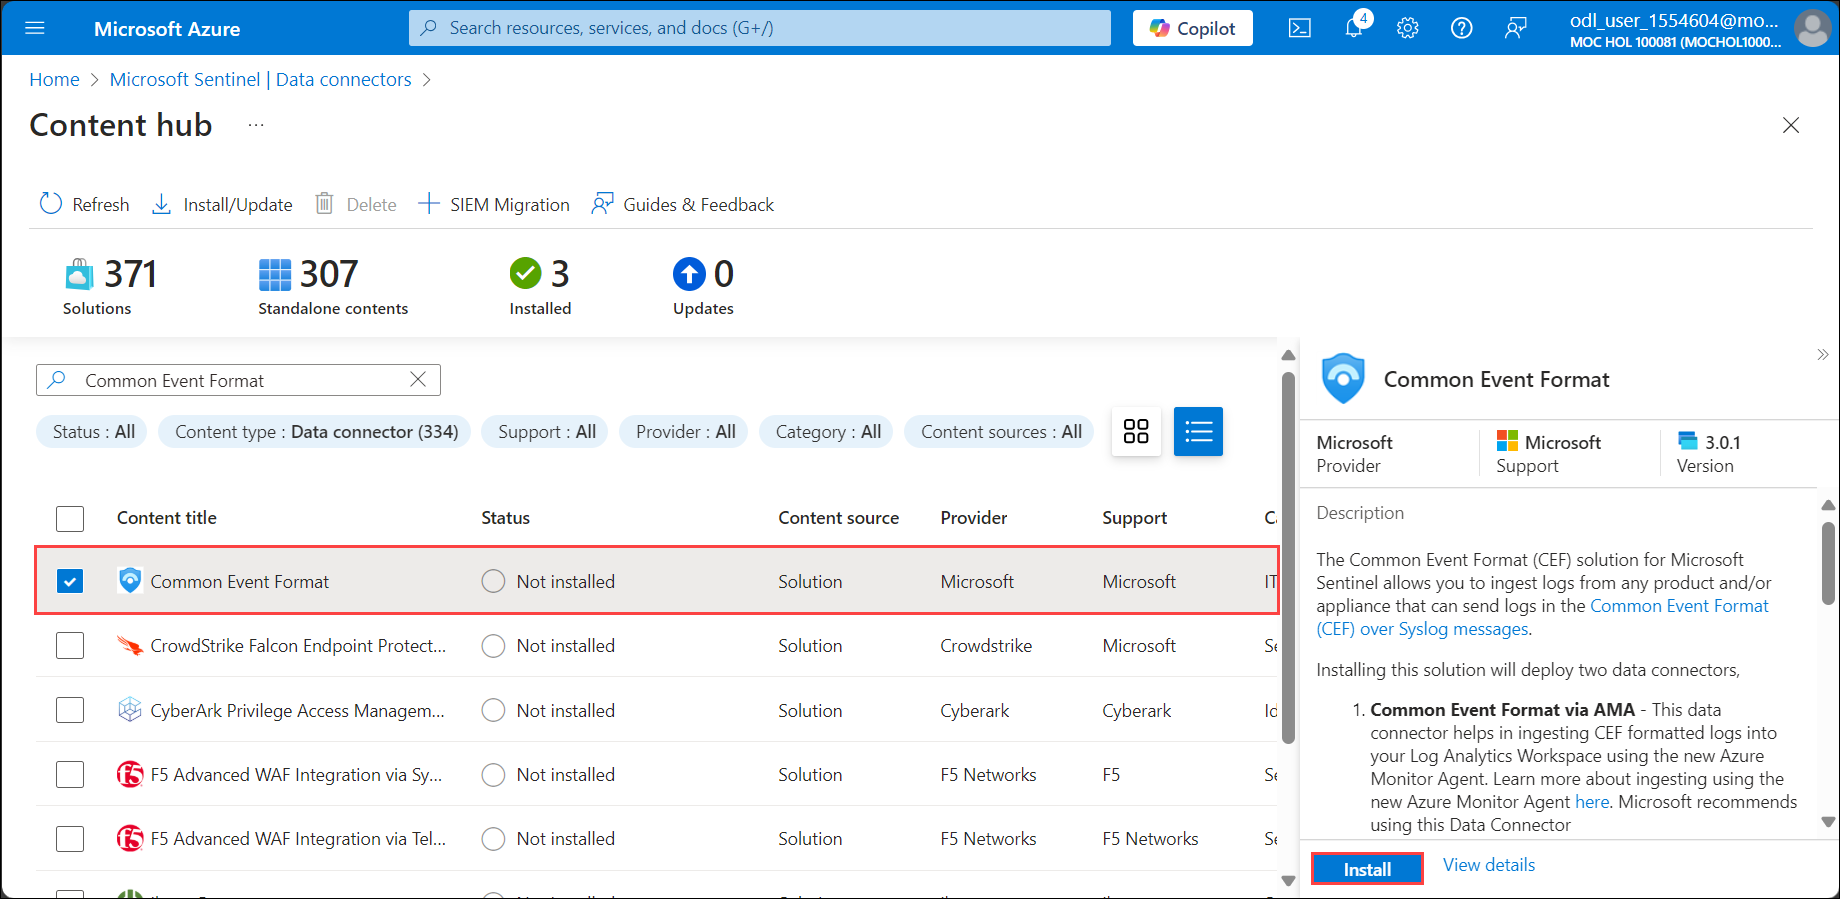 Microsoft Azure
Search resources, services, and docs (G+/)
Copilot
4
odl_user_1554604@mo...
MOC HOL 100081 (MOCHOL1000...
Home > Microsoft Sentinel | Data connectors >
Content hub ...
Refresh
Install/Update
Delete
SIEM Migration
Guides & Feedback
371
Solutions
307
Standalone contents
3
Installed
0
Updates
Common Event Format
Status : All
Content type : Data connector (334)
Support : All
Provider : All
Category : All
Content sources : All
Content title Status Content source Provider Support
Common Event Format Not installed Solution Microsoft Microsoft IT
CrowdStrike Falcon Endpoint Protect... Not installed Solution Crowdstrike Microsoft Se
CyberArk Privilege Access Managem... Not installed Solution Cyberark Cyberark Id
F5 Advanced WAF Integration via Sy... Not installed Solution F5 Networks F5 Se
F5 Advanced WAF Integration via Tel... Not installed Solution F5 Networks F5 Networks Se
Common Event Format
Microsoft
Provider
Microsoft
Support
3.0.1
Version
Description
The Common Event Format (CEF) solution for Microsoft
Sentinel allows you to ingest logs from any product and/or
appliance that can send logs in the Common Event Format
(CEF) over Syslog messages.
Installing this solution will deploy two data connectors,
1. Common Event Format via AMA - This data
connector helps in ingesting CEF formatted logs into
your Log Analytics Workspace using the new Azure
Monitor Agent. Learn more about ingesting using the
new Azure Monitor Agent here. Microsoft recommends
using this Data Connector
Install
View details